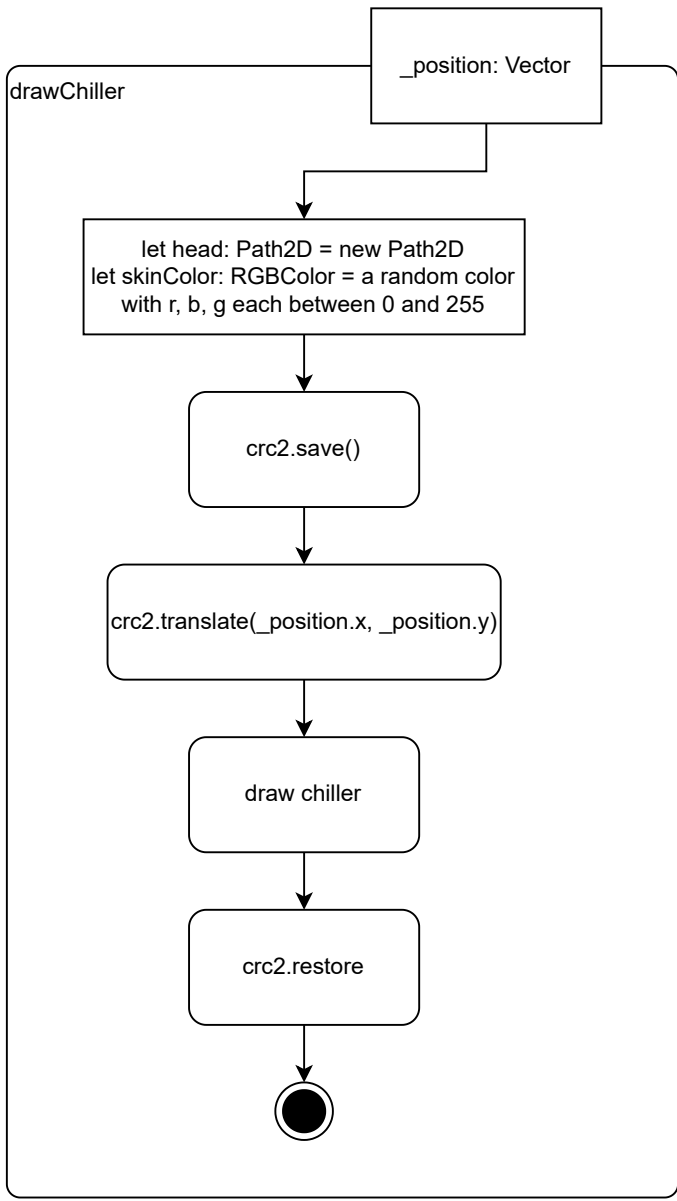 _position: Vector
drawChiller
let head: Path2D = new Path2D
let skinColor: RGBColor = a random color
with r, b, g each between 0 and 255
crc2.save()
crc2.translate(_position.x, _position.y)
draw chiller
crc2.restore